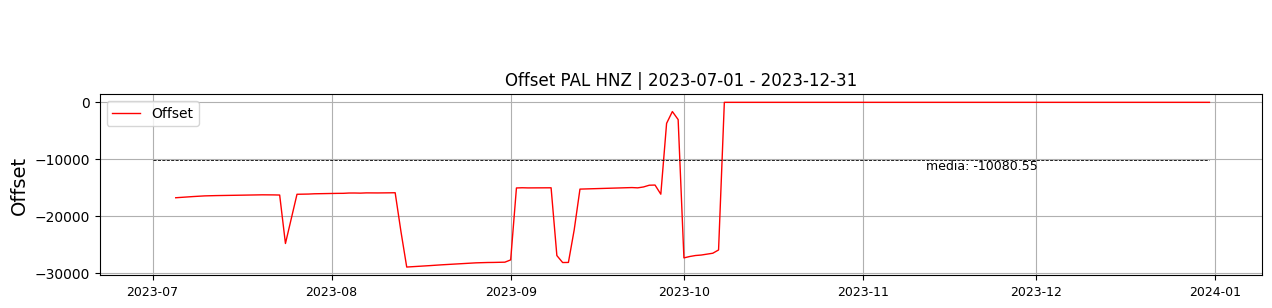 Offset PAL HNZ | 2023-07-01 - 2023-12-31
Offset
0
−10000
−20000
−30000
Offset
media: -10080.55
2023-07 2023-08 2023-09 2023-10 2023-11 2023-12 2024-01